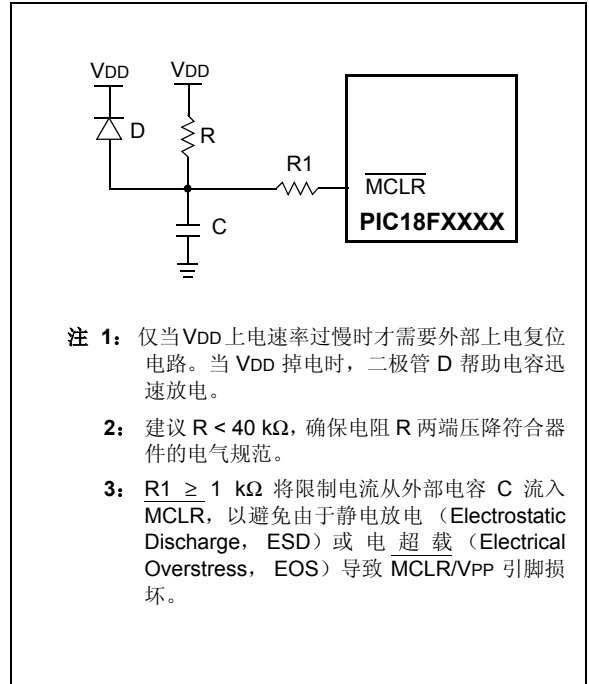 VDD VDD
D
R
R1
MCLR
PIC18FXXXX
C
注 1: 仅当VDD上电速率过慢时才需要外部上电复位
电路。当 VDD 掉电时，二极管 D 帮助电容迅
速放电。
2: 建议 R < 40 kΩ，确保电阻 R 两端压降符合器
件的电气规范。
3: R1 ≥ 1 kΩ 将限制电流从外部电容 C 流入
MCLR，以避免由于静电放电 （Electrostatic
Discharge， ESD）或 电 超 载 （Electrical
Overstress， EOS）导致 MCLR/VPP 引脚损
坏。